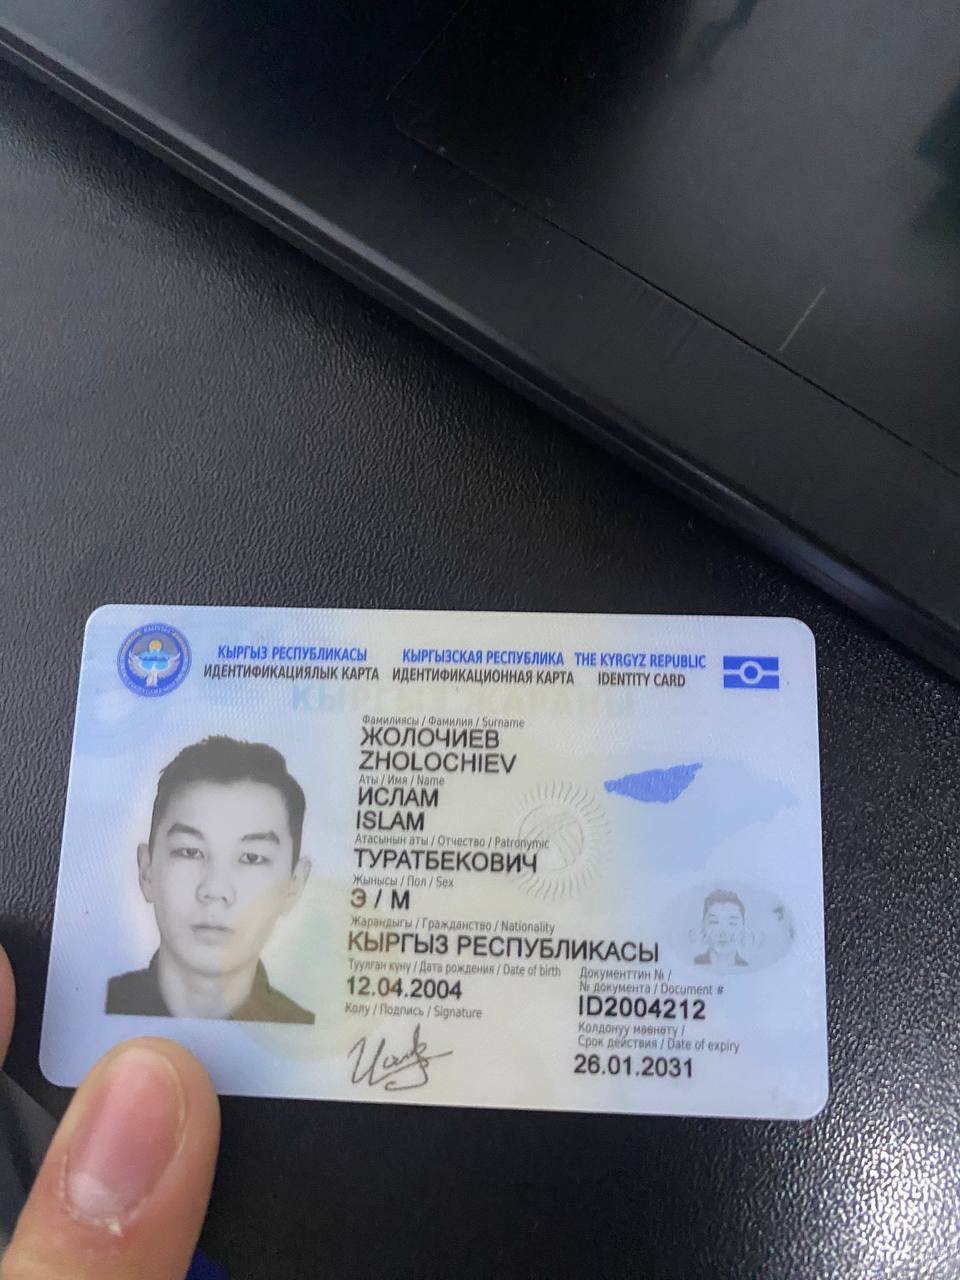 КЫРГЫЗ РЕСПУБЛИКАСЫ КЫРГЫЗСКАЯ РЕСПУБЛИКА THE KYRGYZ REPUBLIC
ИДЕНТИФИКАЦИЯЛЫК КАРТА ИДЕНТИФИКАЦИОННАЯ КАРТА IDENTITY CARD
КЫРГЫЗ ЖАРАНЫ
Фамилиясы / Фамилия / Surname
ЖОЛОЧИЕВ
ZHOLOCHIEV
Аты / Имя / Name
ИСЛАМ
ISLAM
Атасынын аты / Отчество / Patronymic
ТУРАТБЕКОВИЧ
Жынысы / Пол / Sex
Э / М
Жарандыгы / Гражданство / Nationality
КЫРГЫЗ РЕСПУБЛИКАСЫ
Туулган күнү / Дата рождения / Date of birth
12.04.2004
Колу / Подпись / Signature
Документтин № /
№ документа / Document #
ID2004212
Колдонуу мөөнөтү /
Срок действия / Date of expiry
26.01.2031